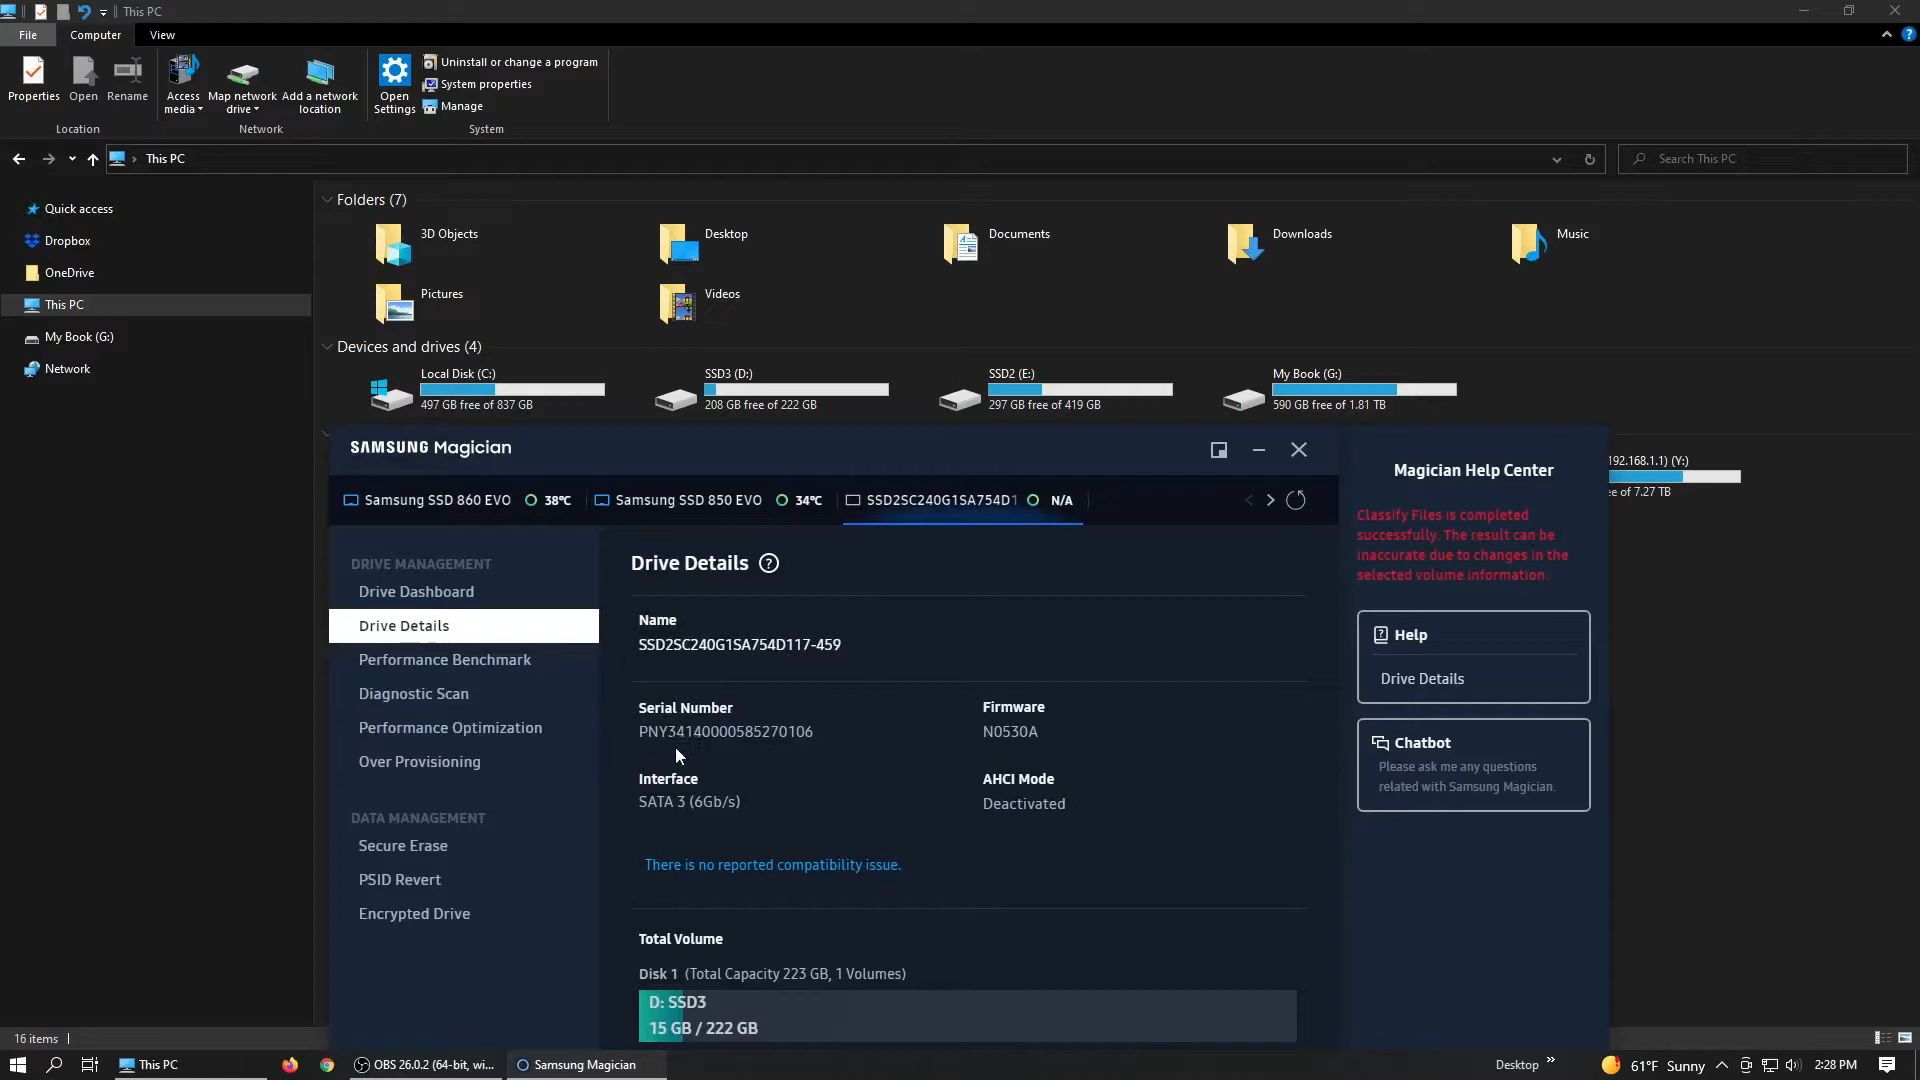 This PC
File
Computer
View
Properties
Open
Rename
Access media
Map network drive
Add a network location
Open Settings
Uninstall or change a program
System properties
Manage
Location
Network
System
This PC
Search This PC
Quick access
Dropbox
OneDrive
This PC
My Book (G:)
Network
Folders (7)
3D Objects
Desktop
Documents
Downloads
Music
Pictures
Videos
Devices and drives (4)
Local Disk (C:)
497 GB free of 837 GB
SSD3 (D:)
208 GB free of 222 GB
SSD2 (E:)
297 GB free of 419 GB
My Book (G:)
590 GB free of 1.81 TB
192.168.1.1) (Y:)
ee of 7.27 TB
SAMSUNG Magician
Samsung SSD 860 EVO 38℃
Samsung SSD 850 EVO 34℃
SSD2SC240G1SA754D1 N/A
DRIVE MANAGEMENT
Drive Dashboard
Drive Details
Performance Benchmark
Diagnostic Scan
Performance Optimization
Over Provisioning
DATA MANAGEMENT
Secure Erase
PSID Revert
Encrypted Drive
Drive Details ?
Name
SSD2SC240G1SA754D117-459
Serial Number
PNY34140000585270106
Firmware
N0530A
Interface
SATA 3 (6Gb/s)
AHCI Mode
Deactivated
There is no reported compatibility issue.
Total Volume
Disk 1 (Total Capacity 223 GB, 1 Volumes)
D: SSD3
15 GB / 222 GB
Magician Help Center
Classify Files is completed
successfully. The result can be
inaccurate due to changes in the
selected volume information.
Help
Drive Details
Chatbot
Please ask me any questions
related with Samsung Magician.
16 items
This PC
OBS 26.0.2 (64-bit, wi...
Samsung Magician
Desktop
61°F Sunny
2:28 PM